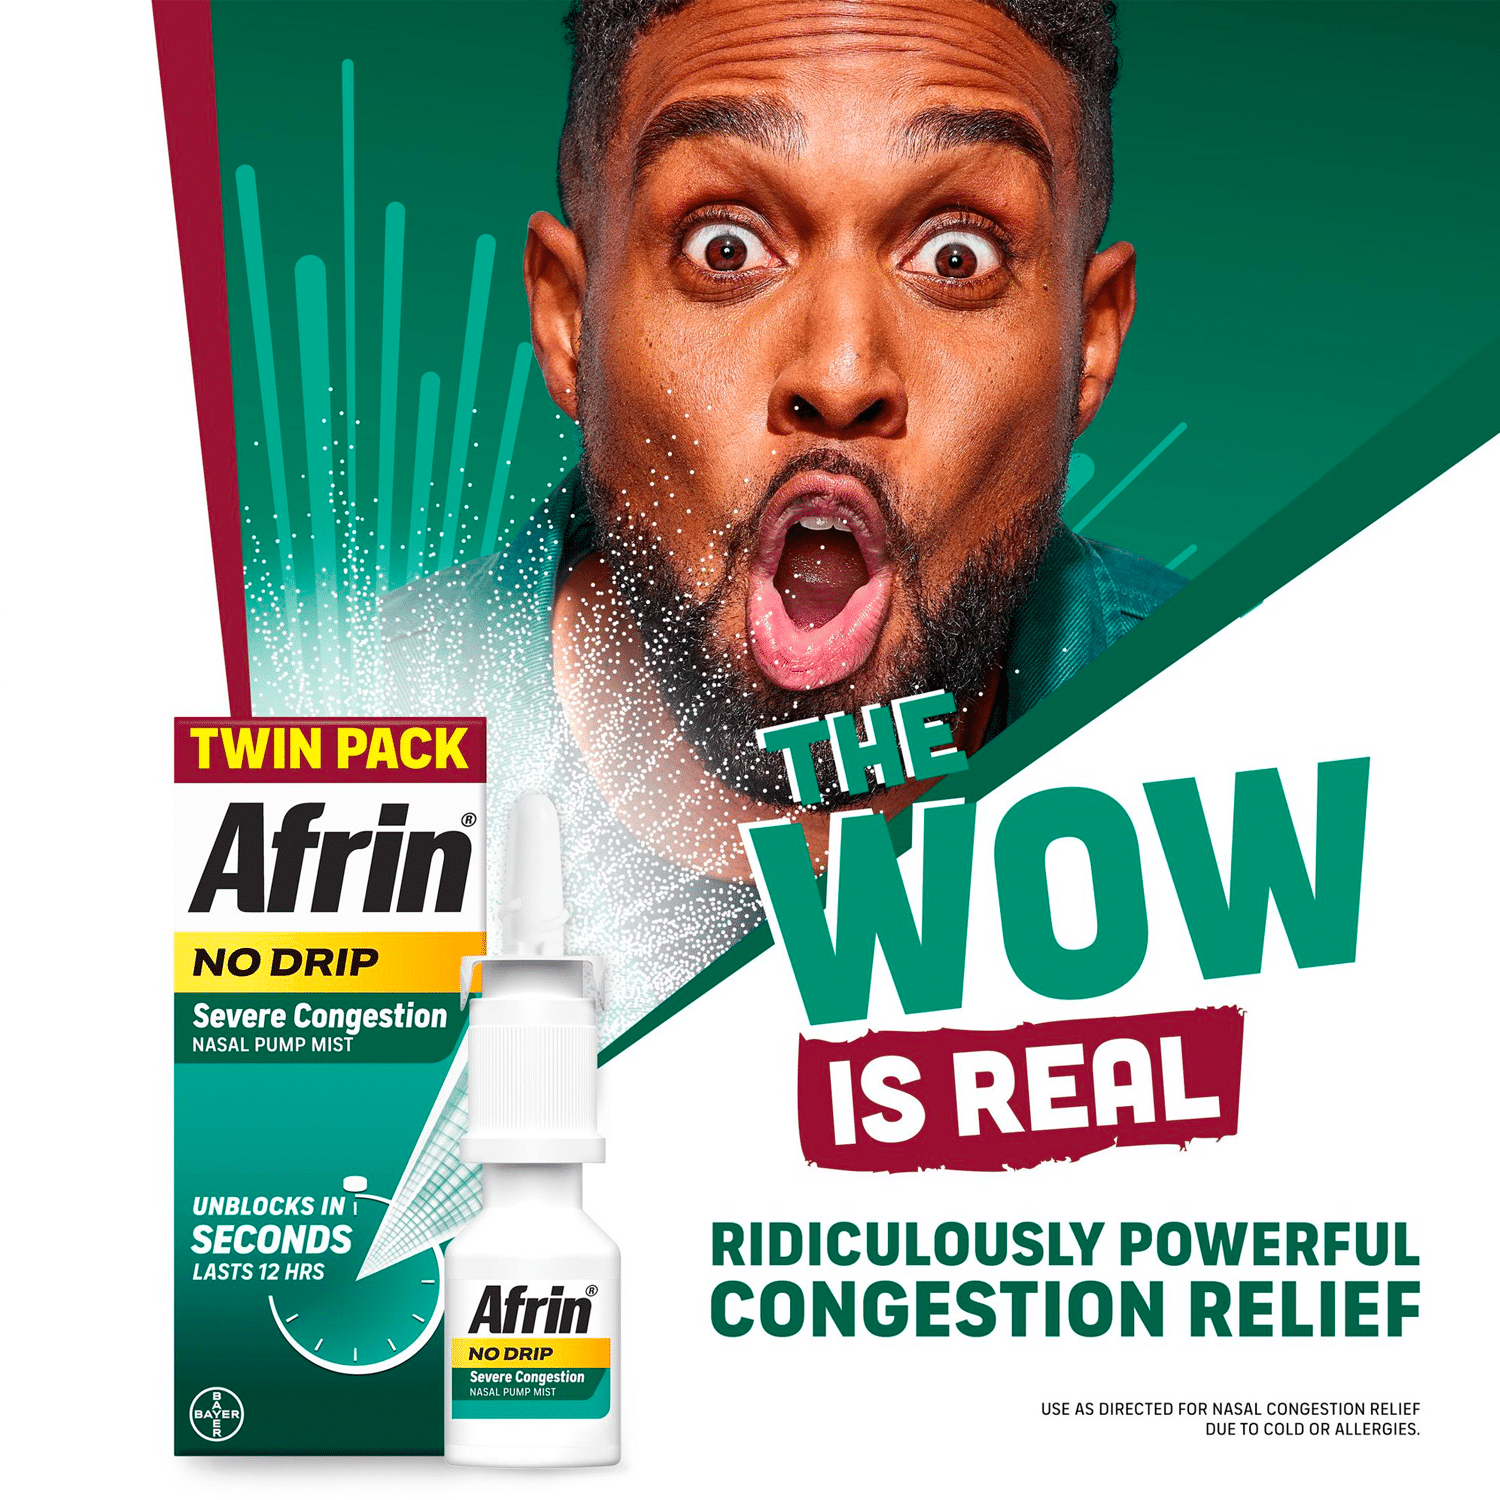 TWIN PACK
Afrin®
NO DRIP
Severe Congestion
NASAL PUMP MIST
UNBLOCKS IN
SECONDS
LASTS 12 HRS
BAYER
BAYER
Afrin®
NO DRIP
Severe Congestion
NASAL PUMP MIST
THE
WOW
IS REAL
RIDICULOUSLY POWERFUL
CONGESTION RELIEF
USE AS DIRECTED FOR NASAL CONGESTION RELIEF
DUE TO COLD OR ALLERGIES.